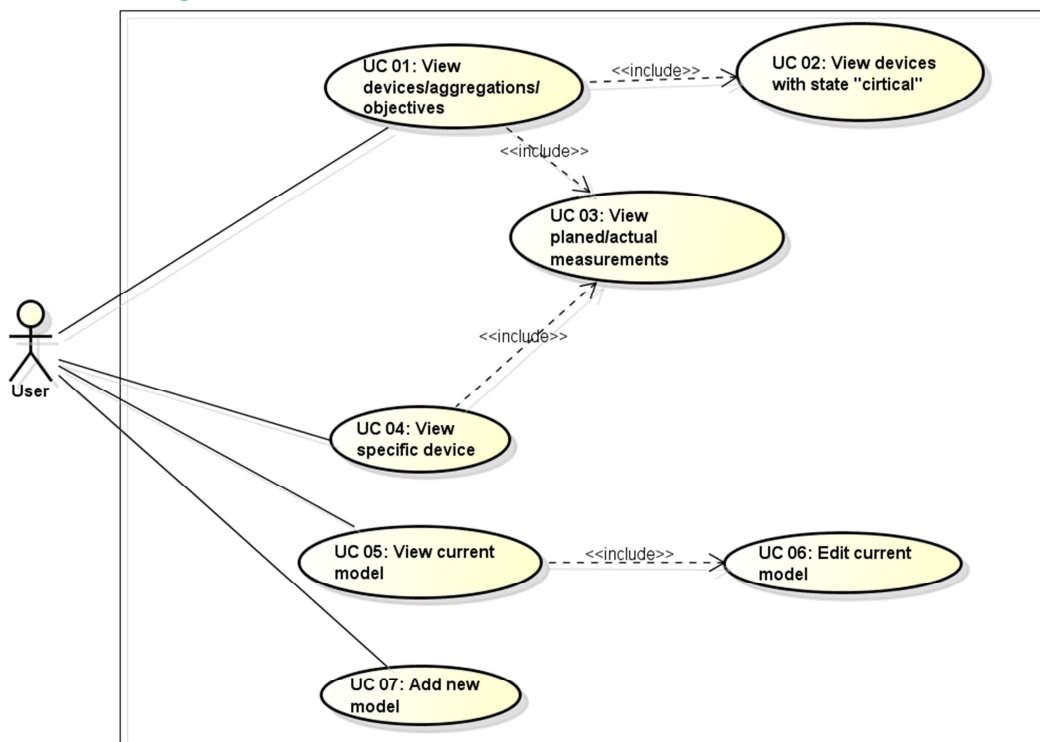 UC 01: View
devices/aggregations/
objectives
<<include>>
UC 02: View devices
with state "cirtical"
<<include>>
UC 03: View
planed/actual
measurements
<<include>>
User
UC 04: View
specific device
UC 05: View current
model
<<include>>
UC 06: Edit current
model
UC 07: Add new
model